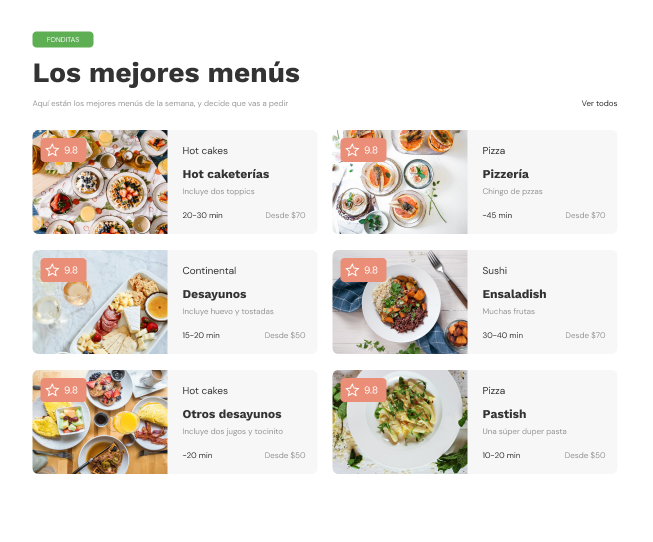 FONDITAS
Los mejores menús
Aquí están los mejores menús de la semana, y decide que vas a pedir
Ver todos
9.8
Hot cakes
Hot caketerías
Incluye dos toppics
20-30 min
Desde $70
9.8
Pizza
Pizzería
Chingo de pzzas
~45 min
Desde $70
9.8
Continental
Desayunos
Incluye huevo y tostadas
15-20 min
Desde $50
9.8
Sushi
Ensaladish
Muchas frutas
30-40 min
Desde $70
9.8
Hot cakes
Otros desayunos
Incluye dos jugos y tocinito
~20 min
Desde $50
9.8
Pizza
Pastish
Una súper duper pasta
10-20 min
Desde $50